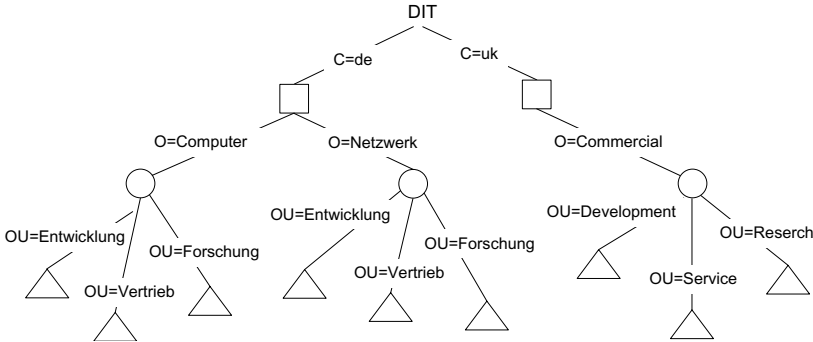 DIT
C=de
C=uk
O=Computer
O=Netzwerk
O=Commercial
OU=Entwicklung
OU=Forschung
OU=Vertrieb
OU=Entwicklung
OU=Forschung
OU=Vertrieb
OU=Development
OU=Reserch
OU=Service